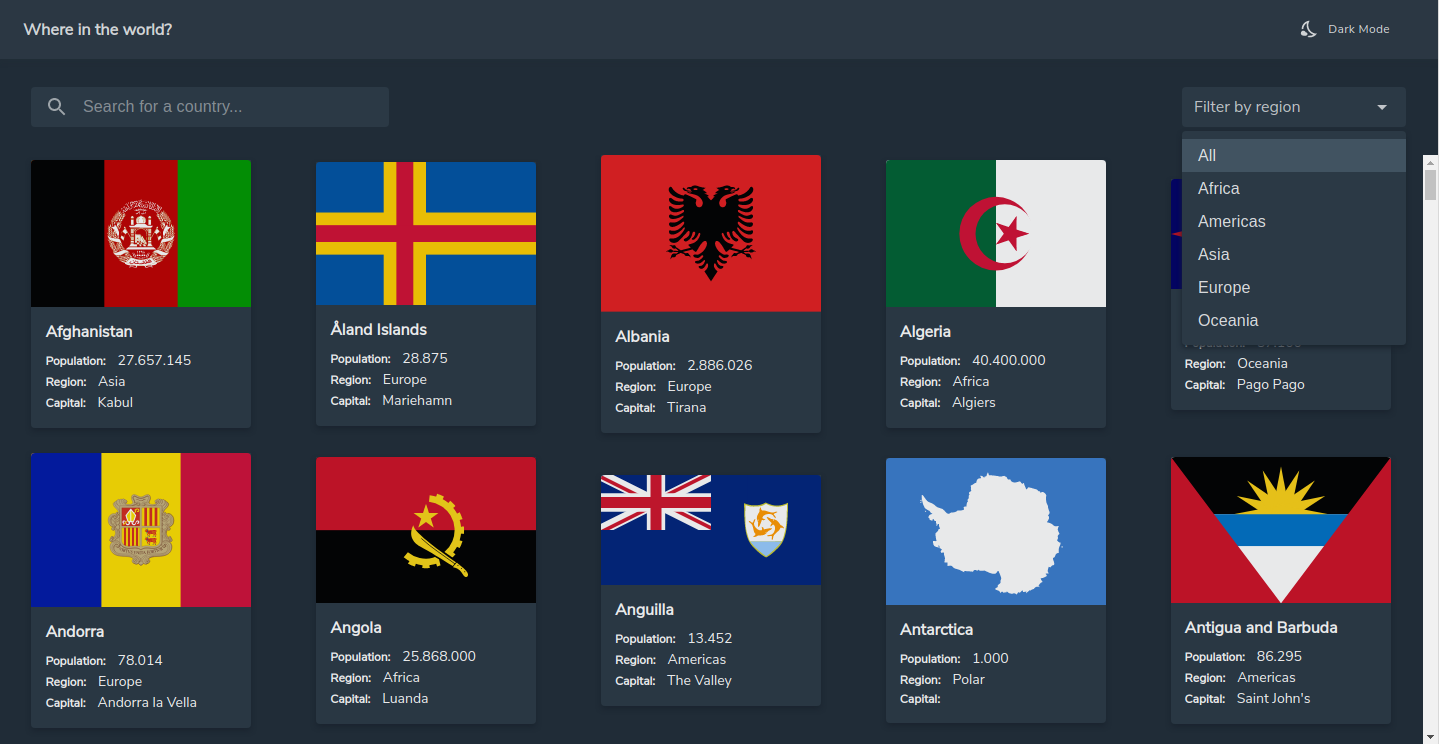 Where in the world?
Dark Mode
Search for a country...
Filter by region
All
Africa
Americas
Asia
Europe
Oceania
Afghanistan
Population: 27.657.145
Region: Asia
Capital: Kabul
Åland Islands
Population: 28.875
Region: Europe
Capital: Mariehamn
Albania
Population: 2.886.026
Region: Europe
Capital: Tirana
Algeria
Population: 40.400.000
Region: Africa
Capital: Algiers
Region: Oceania
Capital: Pago Pago
Andorra
Population: 78.014
Region: Europe
Capital: Andorra la Vella
Angola
Population: 25.868.000
Region: Africa
Capital: Luanda
Anguilla
Population: 13.452
Region: Americas
Capital: The Valley
Antarctica
Population: 1.000
Region: Polar
Capital:
Antigua and Barbuda
Population: 86.295
Region: Americas
Capital: Saint John's